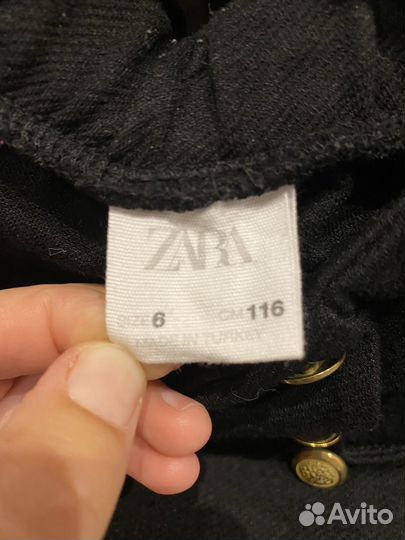 ZARA
SIZE 6 CM 116
MADE IN TURKEY
Avito